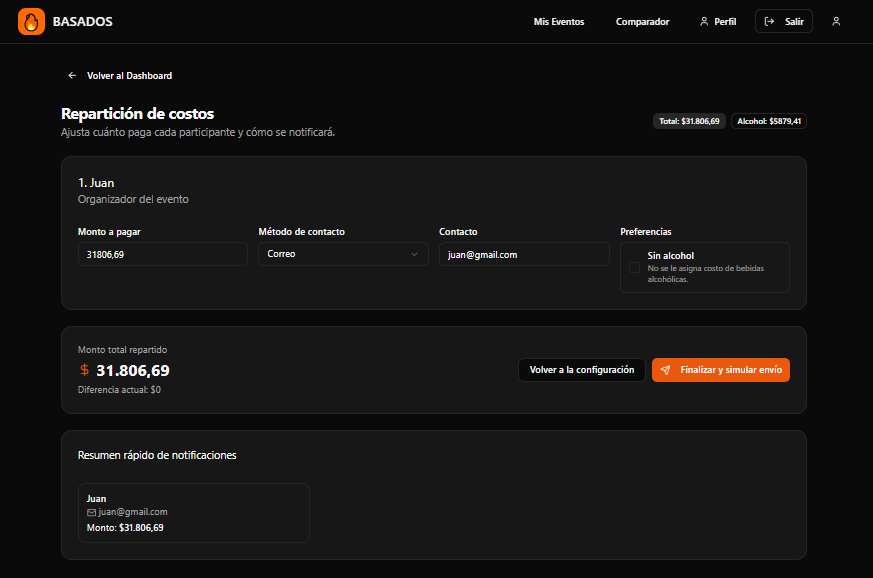 BASADOS
Mis Eventos
Comparador
Perfil
Salir
Volver al Dashboard
Repartición de costos
Ajusta cuánto paga cada participante y cómo se notificará.
Total: $31.806,69
Alcohol: $5879,41
1. Juan
Organizador del evento
Monto a pagar
31806,69
Método de contacto
Correo
Contacto
juan@gmail.com
Preferencias
Sin alcohol
No se le asigna costo de bebidas
alcohólicas.
Monto total repartido
$ 31.806,69
Diferencia actual: $0
Volver a la configuración
Finalizar y simular envío
Resumen rápido de notificaciones
Juan
juan@gmail.com
Monto: $31.806,69